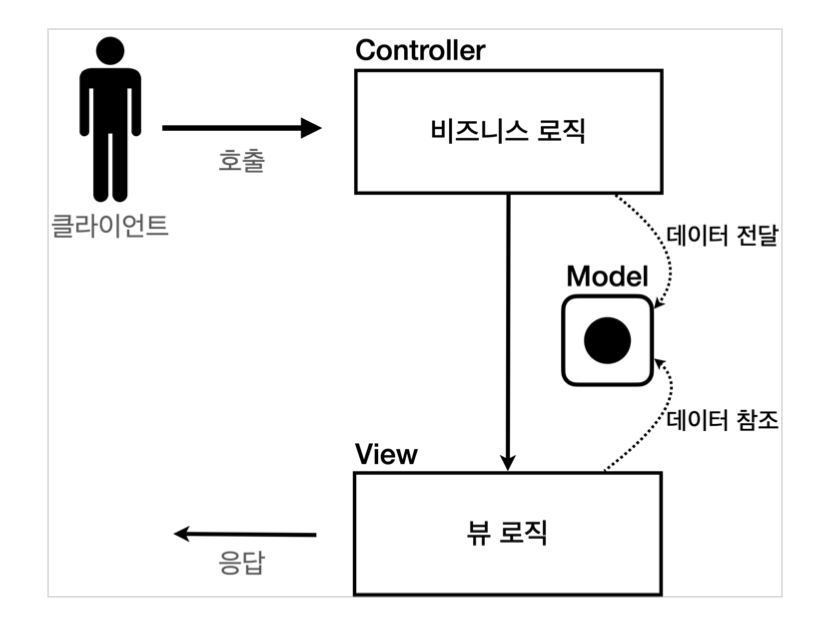 Controller
비즈니스 로직
호출
클라이언트
데이터 전달
Model
데이터 참조
View
뷰 로직
응답